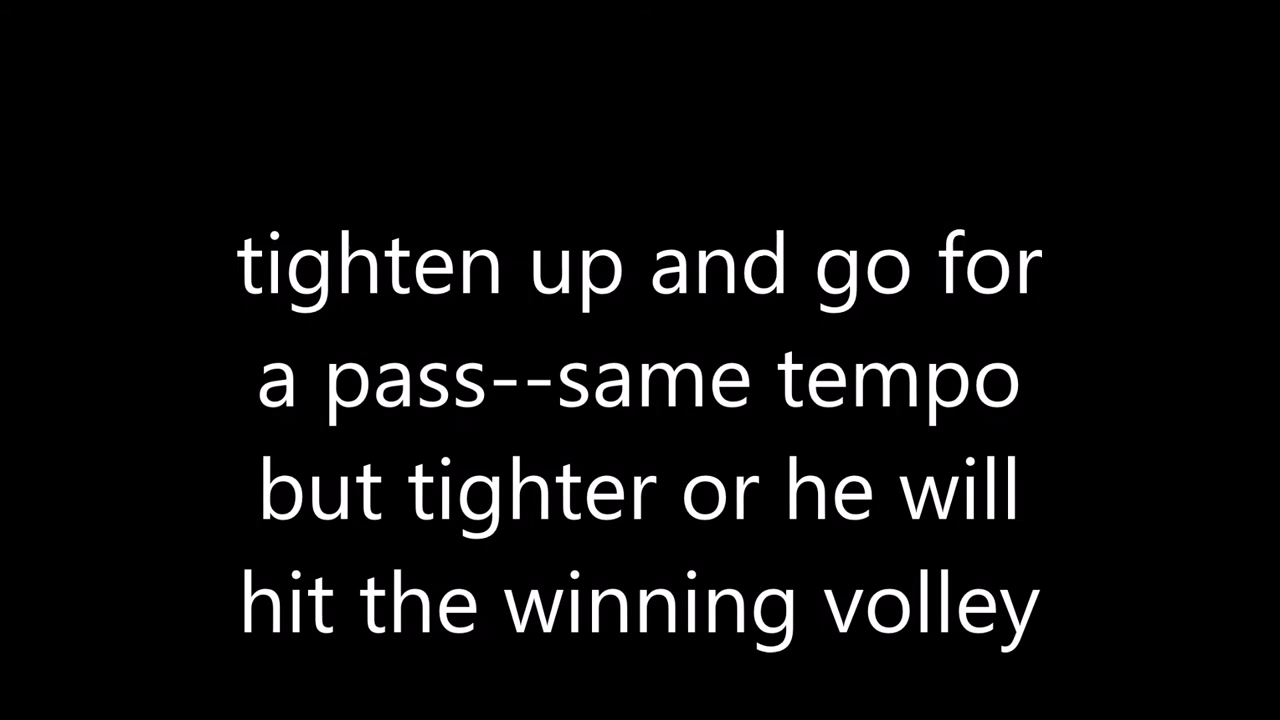 tighten up and go for
a pass--same tempo
but tighter or he will
hit the winning volley